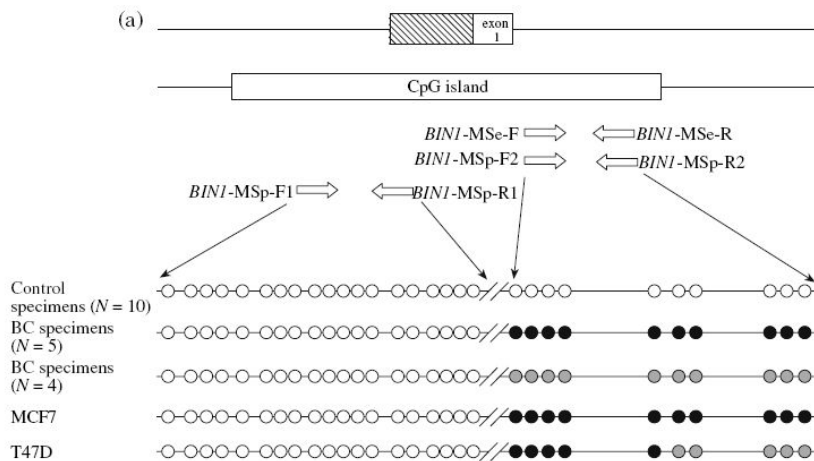 (a)
exon
1
CpG island
BIN1-MSe-F
BIN1-MSe-R
BIN1-MSp-F2
BIN1-MSp-R2
BIN1-MSp-F1
BIN1-MSp-R1
Control
specimens (N = 10)
BC specimens
(N = 5)
BC specimens
(N = 4)
MCF7
T47D